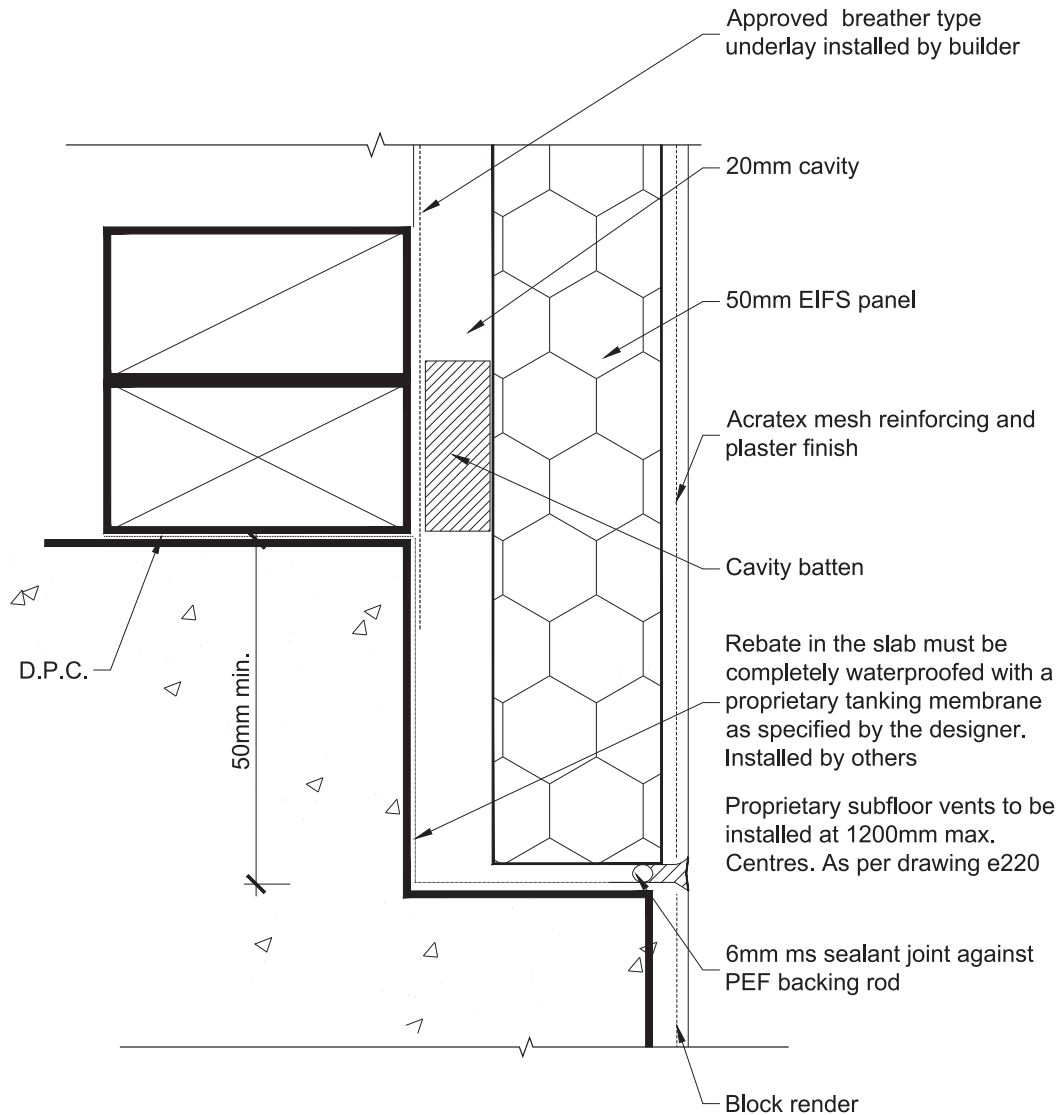 Approved breather type
underlay installed by builder
20mm cavity
50mm EIFS panel
Acratex mesh reinforcing and
plaster finish
Cavity batten
D.P.C.
50mm min.
Rebate in the slab must be
completely waterproofed with a
proprietary tanking membrane
as specified by the designer.
Installed by others
Proprietary subfloor vents to be
installed at 1200mm max.
Centres. As per drawing e220
6mm ms sealant joint against
PEF backing rod
Block render